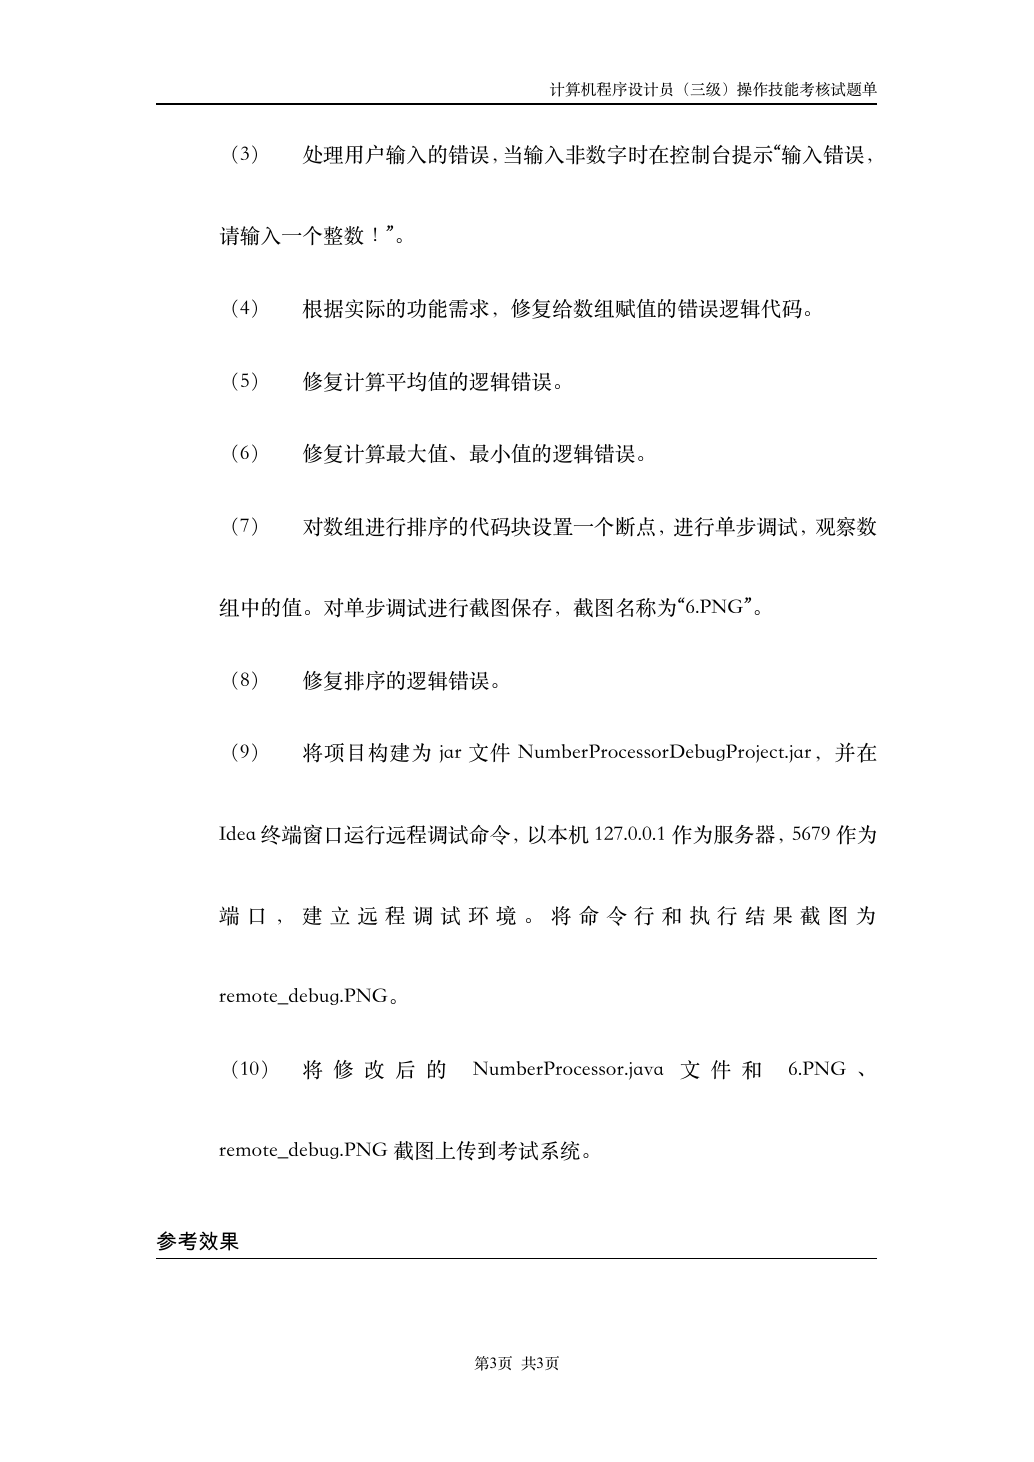 计算机程序设计员（三级）操作技能考核试题单
（3） 处理用户输入的错误，当输入非数字时在控制台提示“输入错误，
请输入一个整数！”。
（4） 根据实际的功能需求，修复给数组赋值的错误逻辑代码。
（5） 修复计算平均值的逻辑错误。
（6） 修复计算最大值、最小值的逻辑错误。
（7） 对数组进行排序的代码块设置一个断点，进行单步调试，观察数
组中的值。对单步调试进行截图保存，截图名称为“6.PNG”。
（8） 修复排序的逻辑错误。
（9） 将项目构建为 jar 文件 NumberProcessorDebugProject.jar，并在
Idea 终端窗口运行远程调试命令，以本机 127.0.0.1 作为服务器，5679 作为
端口，建立远程调试环境。将命令行和执行结果截图为
remote_debug.PNG。
（10） 将修改后的 NumberProcessor.java 文件和 6.PNG、
remote_debug.PNG 截图上传到考试系统。
参考效果
第3页 共3页